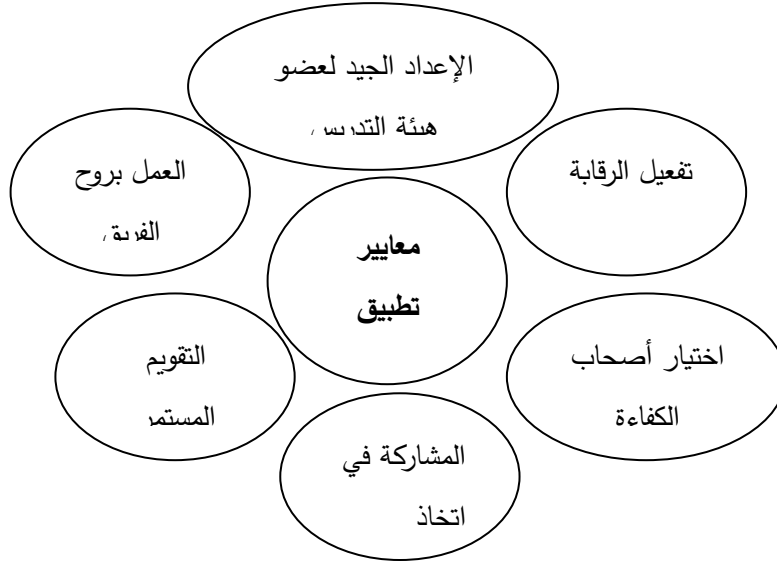 الإعداد الجيد لعضو
هيئة التدريس
تفعيل الرقابة
العمل بروح
الفريق
معايير
تطبيق
اختيار أصحاب
الكفاءة
التقويم
المستمر
المشاركة في
اتخاذ